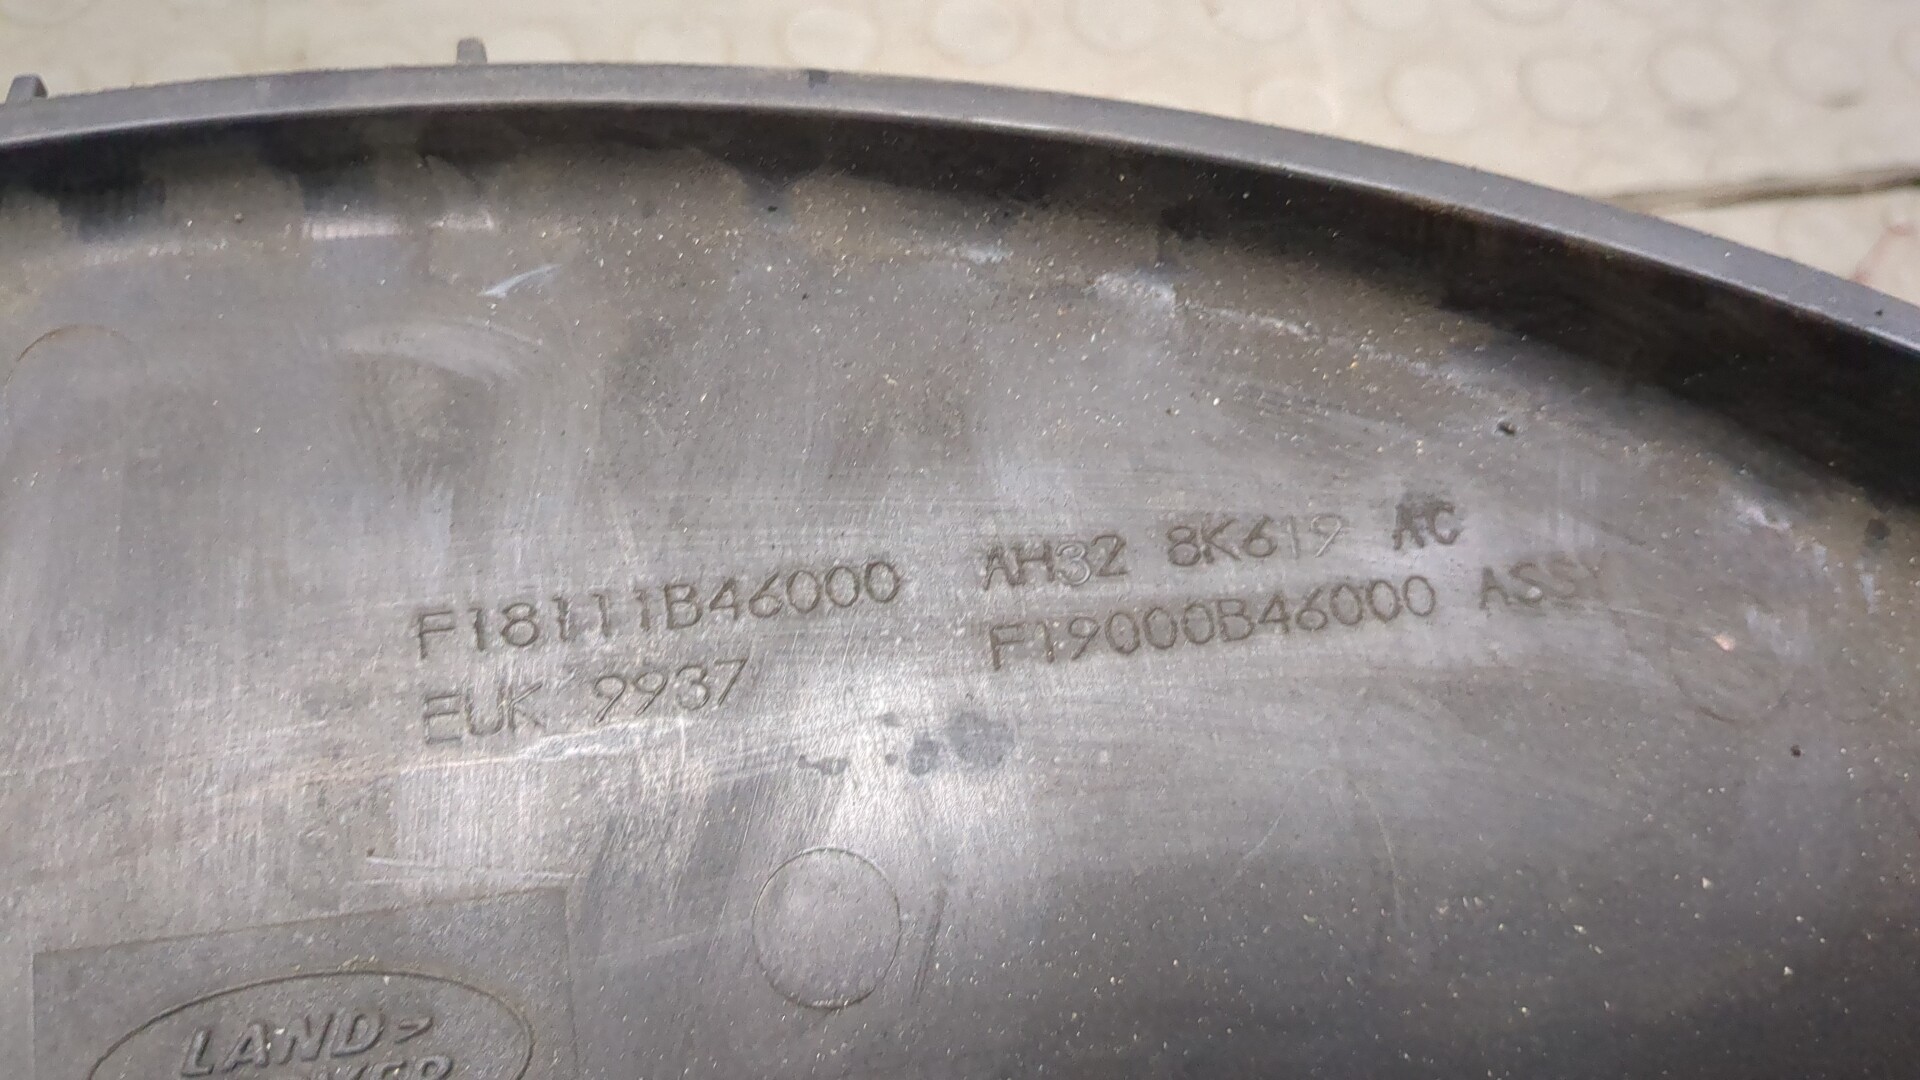 F18111B46000 AH32 8K619 AC
EUK 9937 F19000B46000 ASSY
LAND>